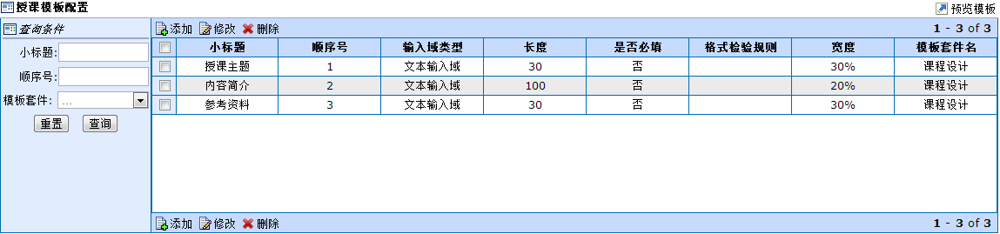 授课模板配置
预览模板
查询条件
小标题:
顺序号:
模板套件: ...
重置 查询
添加 修改 删除 1 - 3 of 3
小标题 顺序号 输入域类型 长度 是否必填 格式检验规则 宽度 模板套件名
授课主题 1 文本输入域 30 否 30% 课程设计
内容简介 2 文本输入域 100 否 20% 课程设计
参考资料 3 文本输入域 30 否 30% 课程设计
添加 修改 删除 1 - 3 of 3